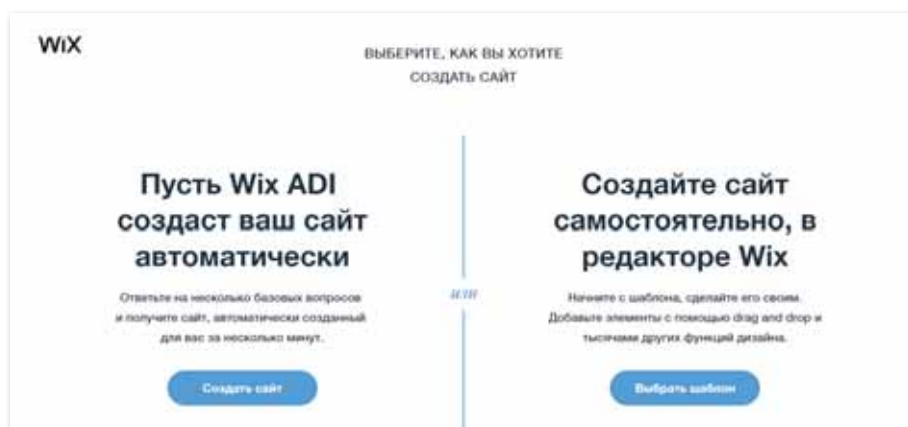 WiX
ВЫБЕРИТЕ, КАК ВЫ ХОТИТЕ
СОЗДАТЬ САЙТ
Пусть Wix ADI
создаст ваш сайт
автоматически
Ответьте на несколько базовых вопросов
и получите сайт, автоматически созданный
для вас за несколько минут.
Создать сайт
или
Создайте сайт
самостоятельно, в
редакторе Wix
Начните с шаблона, сделайте его своим.
Добавьте элементы с помощью drag and drop и
тысячами других функций дизайна.
Выбрать шаблон